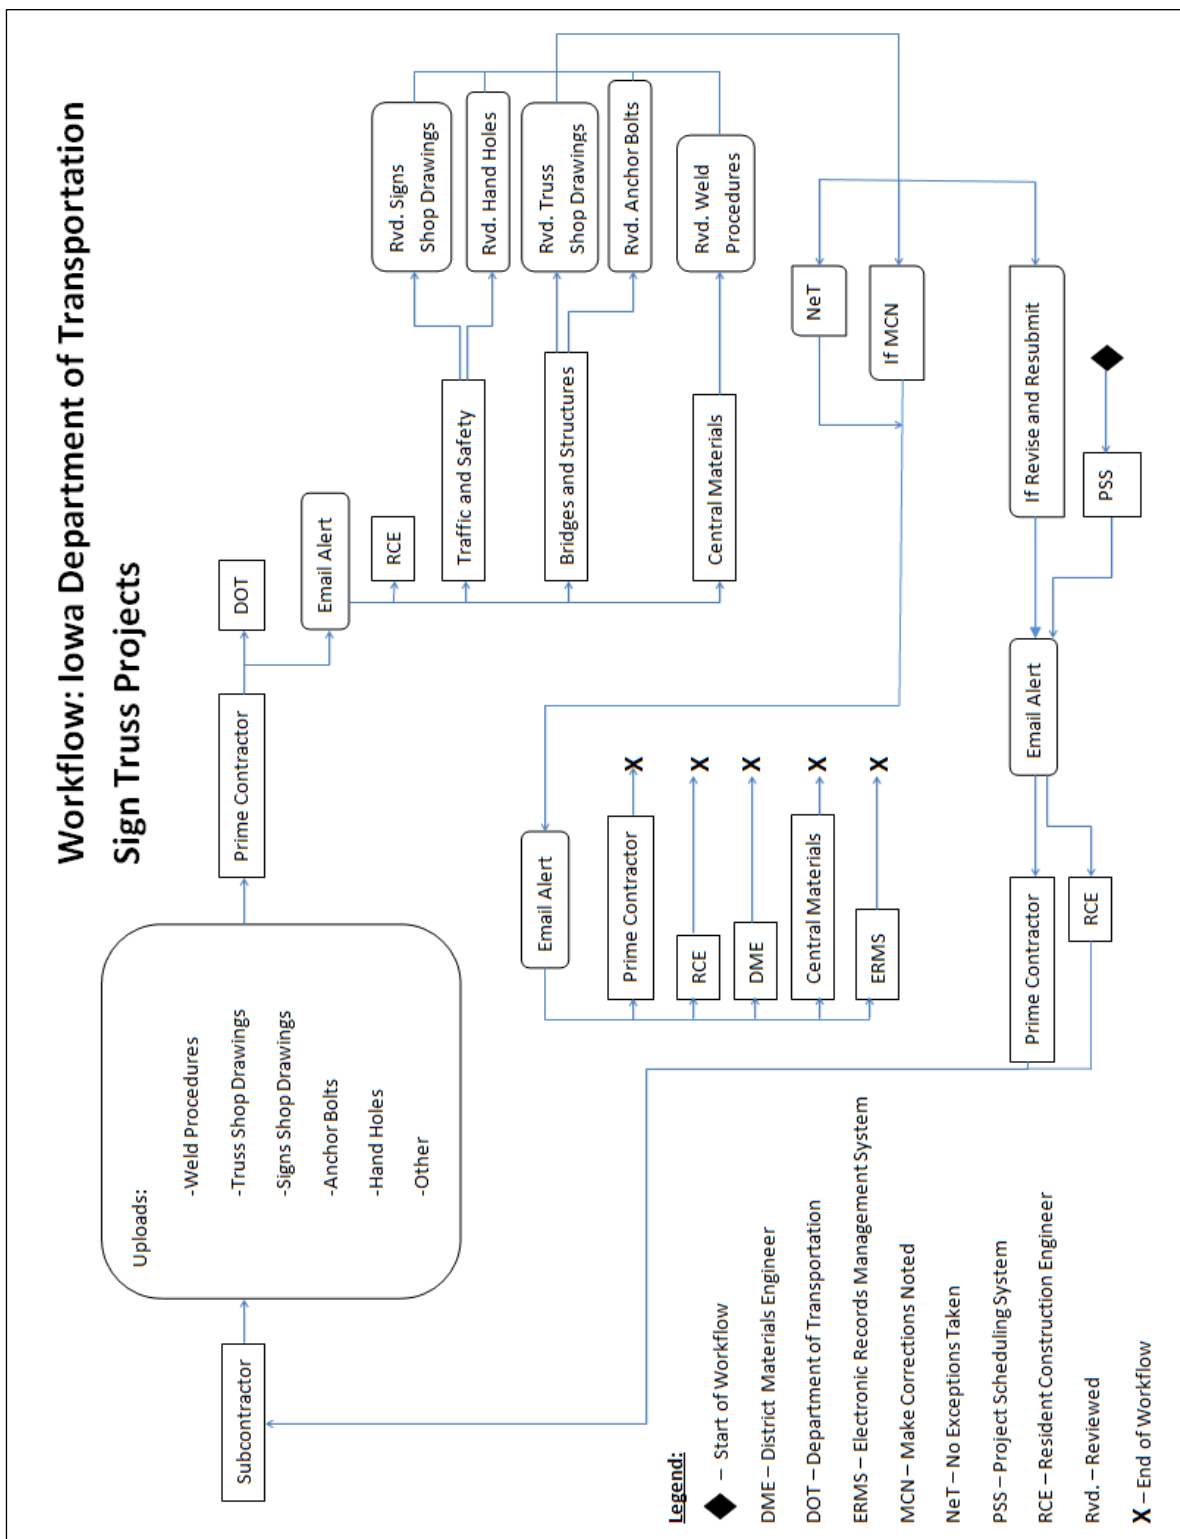 Workflow: Iowa Department of Transportation
Sign Truss Projects
Subcontractor
Uploads:
-Weld Procedures
-Truss Shop Drawings
-Signs Shop Drawings
-Anchor Bolts
-Hand Holes
-Other
Prime Contractor
DOT
Email Alert
RCE
Traffic and Safety
Bridges and Structures
Central Materials
Rvd. Signs
Shop Drawings
Rvd. Hand Holes
Rvd. Truss
Shop Drawings
Rvd. Anchor Bolts
Rvd. Weld
Procedures
NeT
If MCN
If Revise and Resubmit
PSS
Email Alert
Prime Contractor
X
RCE
X
DME
X
Central Materials
X
ERMS
X
Email Alert
Prime Contractor
RCE
Legend:
– Start of Workflow
DME – District Materials Engineer
DOT – Department of Transportation
ERMS – Electronic Records Management System
MCN – Make Corrections Noted
NeT – No Exceptions Taken
PSS – Project Scheduling System
RCE – Resident Construction Engineer
Rvd. – Reviewed
X – End of Workflow